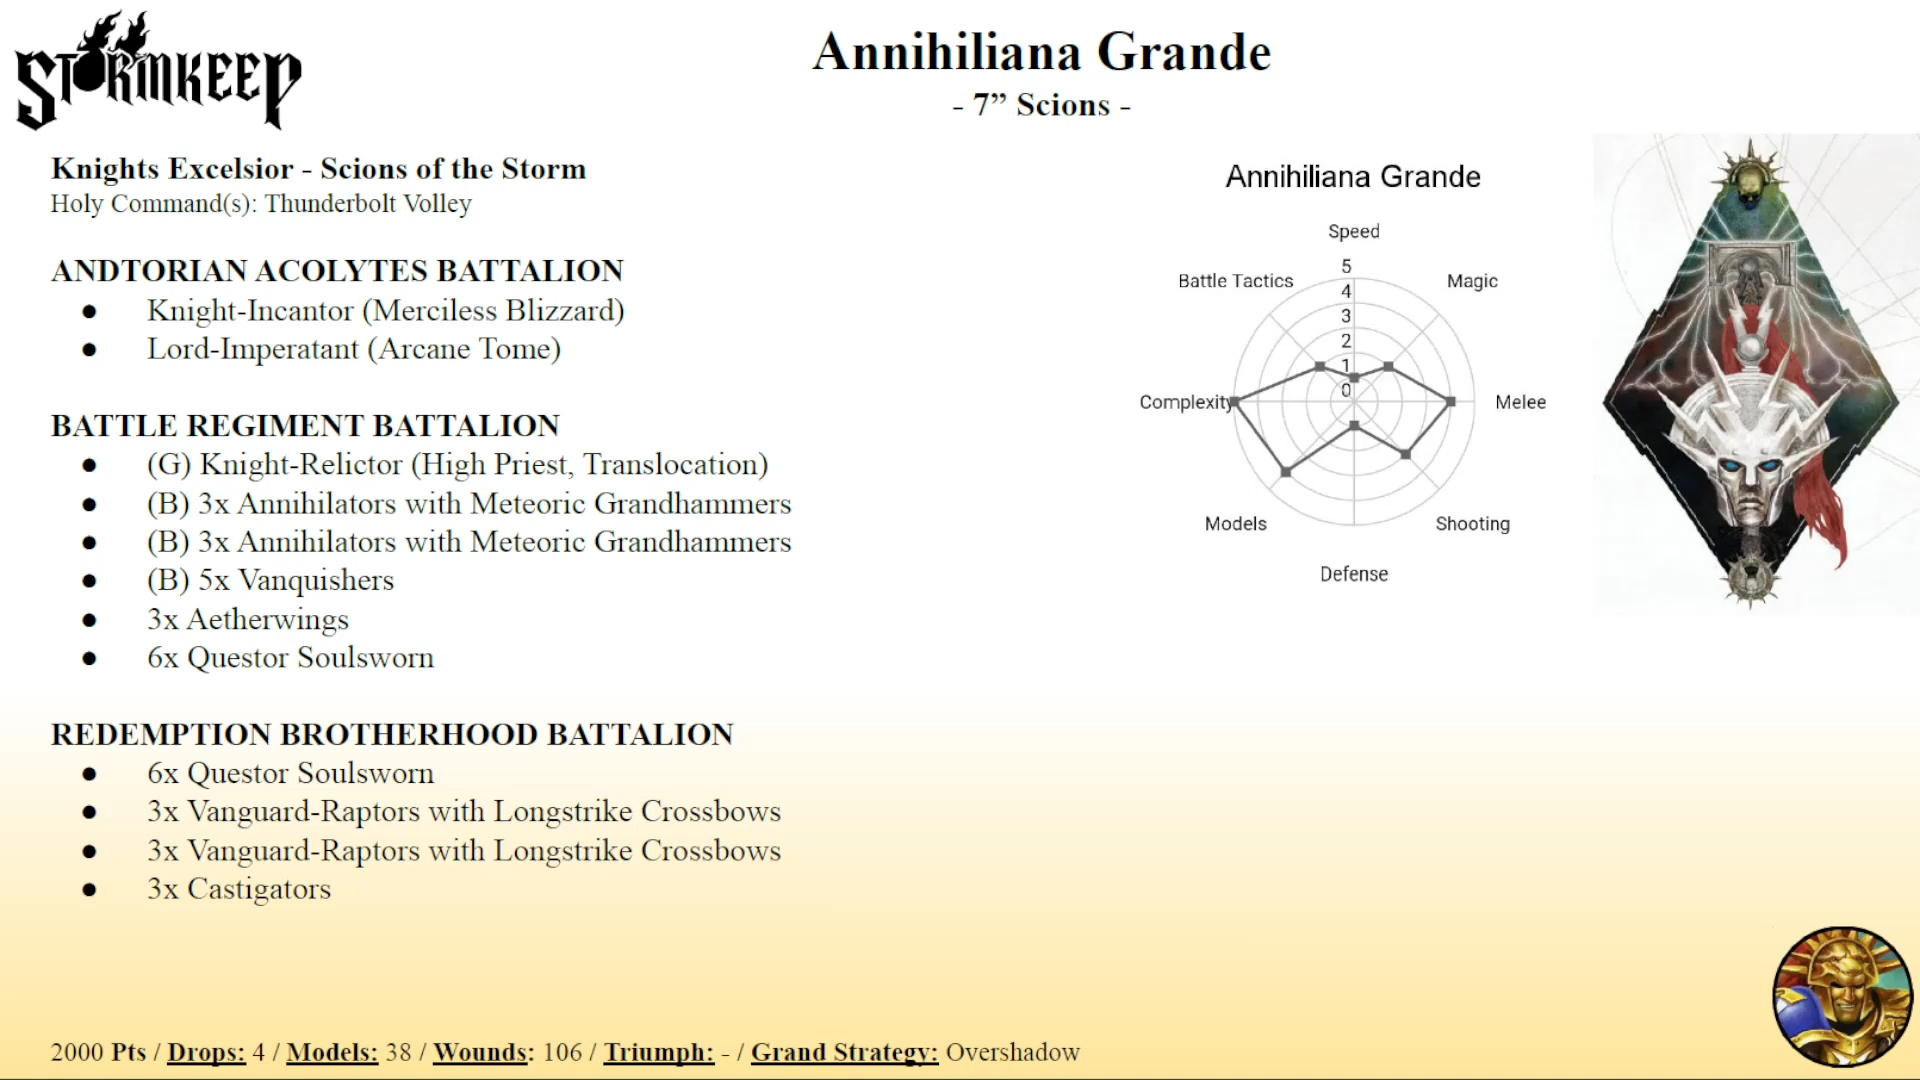 STORMKEEP
Annihiliana Grande
- 7” Scions -
Knights Excelsior - Scions of the Storm
Holy Command(s): Thunderbolt Volley
ANDTORIAN ACOLYTES BATTALION
● Knight-Incantor (Merciless Blizzard)
● Lord-Imperatant (Arcane Tome)
BATTLE REGIMENT BATTALION
● (G) Knight-Relictor (High Priest, Translocation)
● (B) 3x Annihilators with Meteoric Grandhammers
● (B) 3x Annihilators with Meteoric Grandhammers
● (B) 5x Vanquishers
● 3x Aetherwings
● 6x Questor Soulsworn
REDEMPTION BROTHERHOOD BATTALION
● 6x Questor Soulsworn
● 3x Vanguard-Raptors with Longstrike Crossbows
● 3x Vanguard-Raptors with Longstrike Crossbows
● 3x Castigators
2000 Pts / Drops: 4 / Models: 38 / Wounds: 106 / Triumph: - / Grand Strategy: Overshadow
Annihiliana Grande
Speed
Battle Tactics
Magic
5
4
3
2
1
0
Complexity
Melee
Models
Shooting
Defense